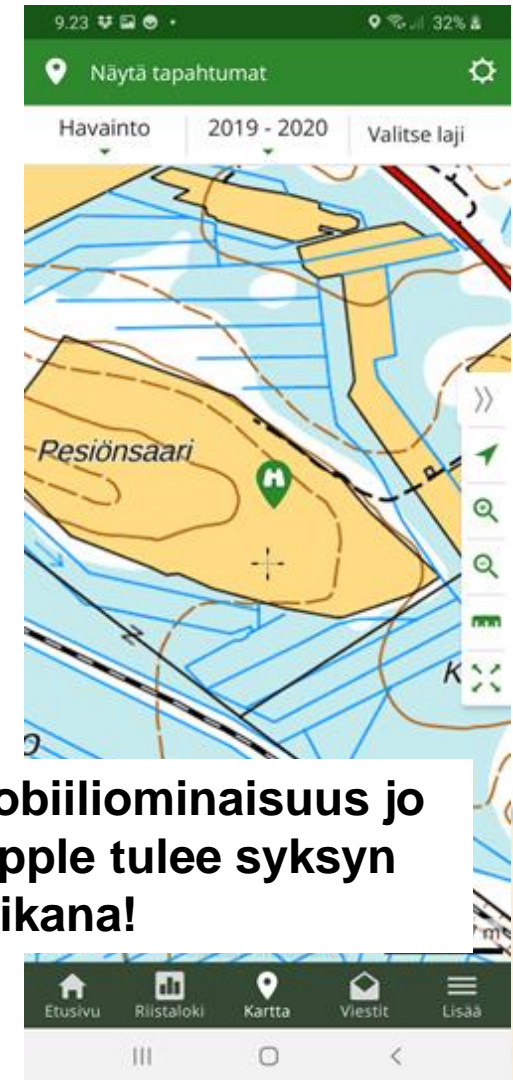 9.23
32%
Näytä tapahtumat
Havainto 2019 - 2020 Valitse laji
Pesiönsaari
K
obiiliominaisuus jo
pple tulee syksyn
ikana!
m
Etusivu Riistaloki Kartta Viestit Lisää